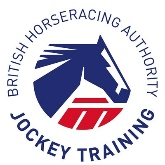 BRITISH HORSERACING AUTHORITY
JOCKEY TRAINING